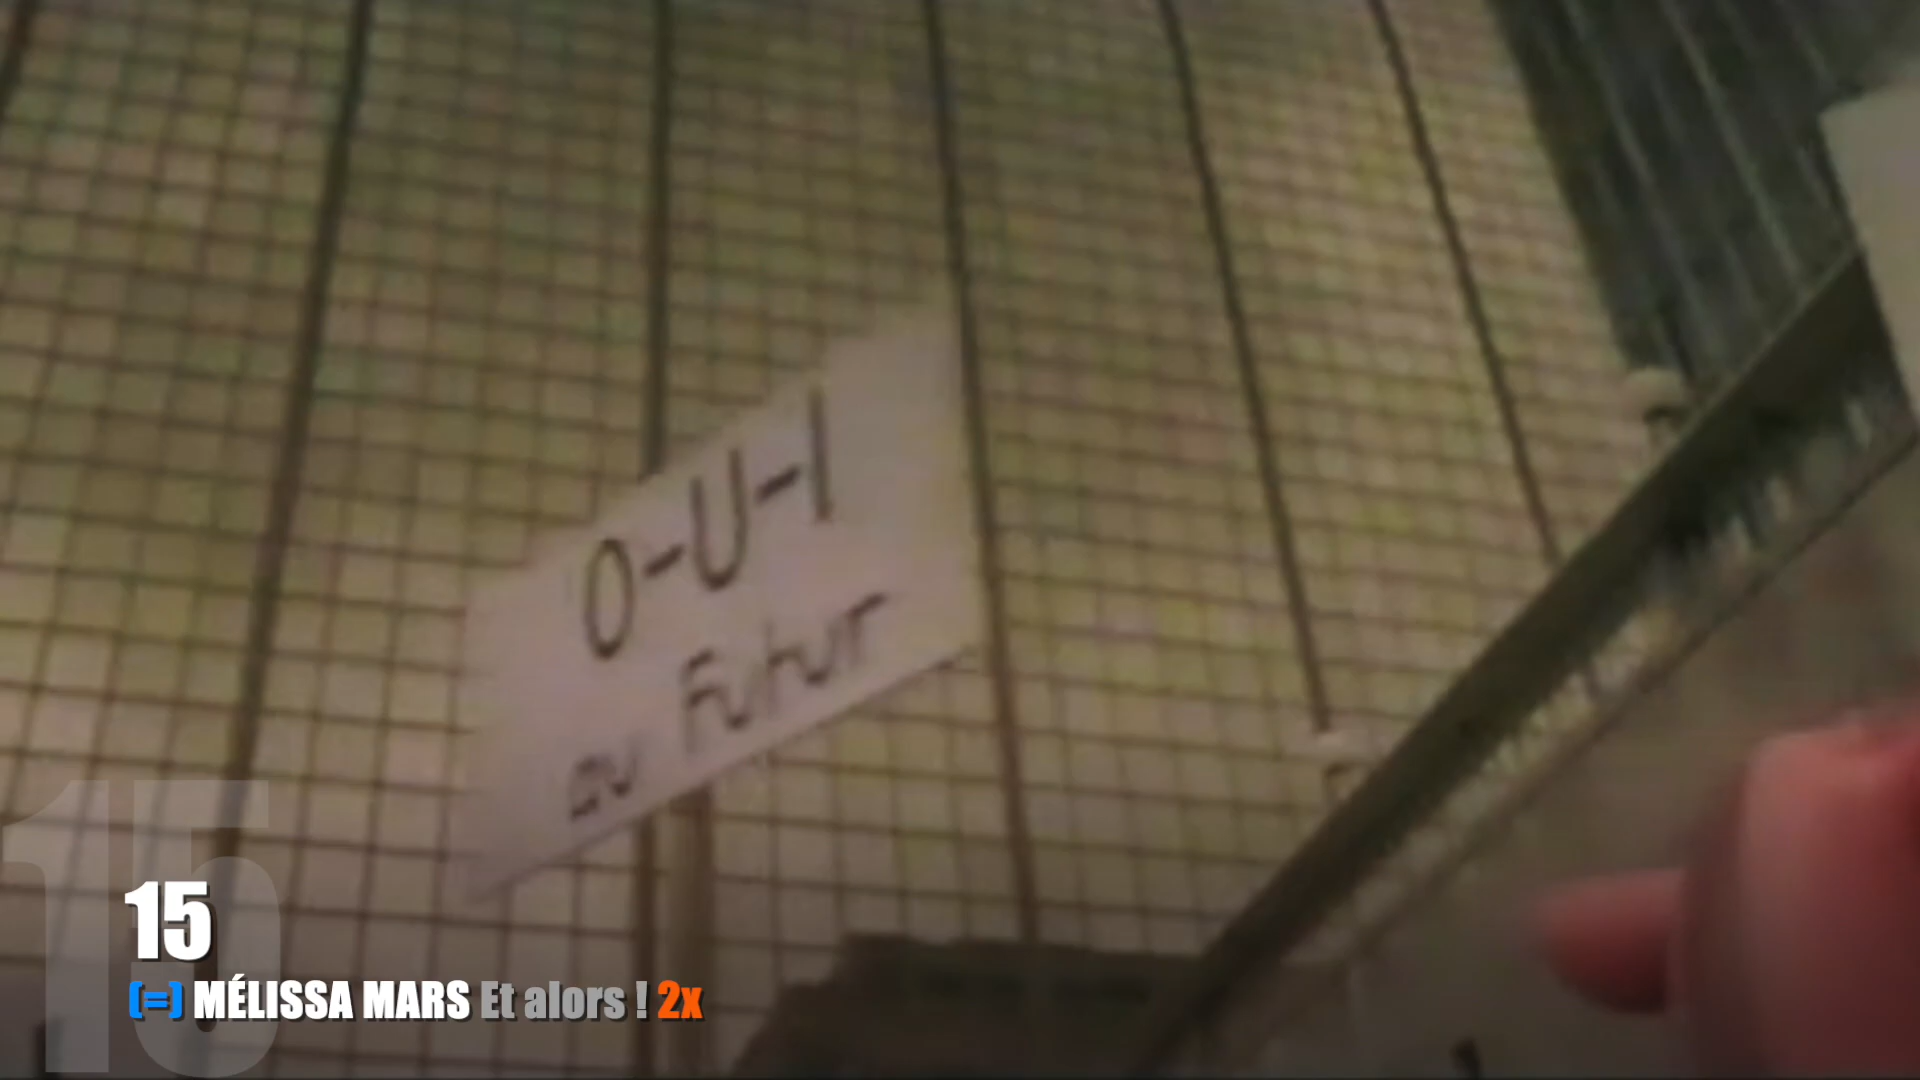 O-U-I
au Futur
15
15
(=) MÉLISSA MARS Et alors ! 2x